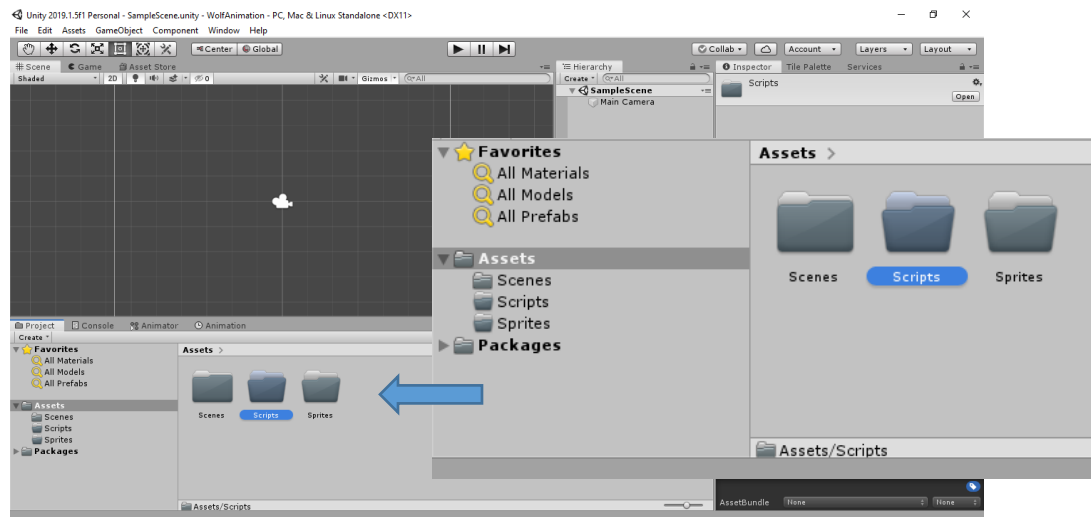 Unity 2019.1.5f1 Personal - SampleScene.unity - WolfAnimation - PC, Mac & Linux Standalone <DX11>
File Edit Assets GameObject Component Window Help
Center Global Collab Account Layers Layout
Scene Game Asset Store
Shaded 2D 0 Gizmos All
Hierarchy
Create All
SampleScene
Main Camera
Inspector Tile Palette Services
Scripts
Open
Favorites
All Materials
All Models
All Prefabs
Assets
Scenes
Scripts
Sprites
Packages
Assets >
Scenes Scripts Sprites
Assets/Scripts
Project Console Animator Animation
Create
Favorites
All Materials
All Models
All Prefabs
Assets
Scenes
Scripts
Sprites
Packages
Assets >
Scenes Scripts Sprites
Assets/Scripts
AssetBundle None None